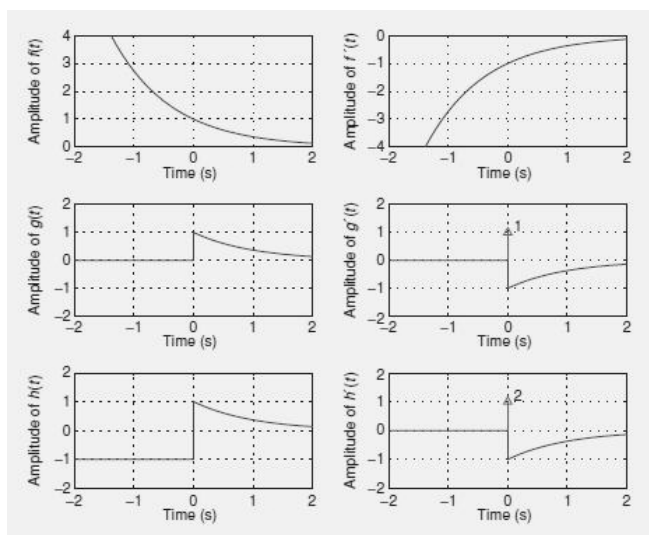 Amplitude of f(t)
4
3
2
1
0
−2 −1 0 1 2
Time (s)
Amplitude of f´(t)
0
−1
−2
−3
−4
−2 −1 0 1 2
Time (s)
Amplitude of g(t)
2
1
0
−1
−2
−2 −1 0 1 2
Time (s)
Amplitude of g´(t)
2
1
0
−1
−2
1
−2 −1 0 1 2
Time (s)
Amplitude of h(t)
2
1
0
−1
−2
−2 −1 0 1 2
Time (s)
Amplitude of h´(t)
2
1
0
−1
−2
2
−2 −1 0 1 2
Time (s)